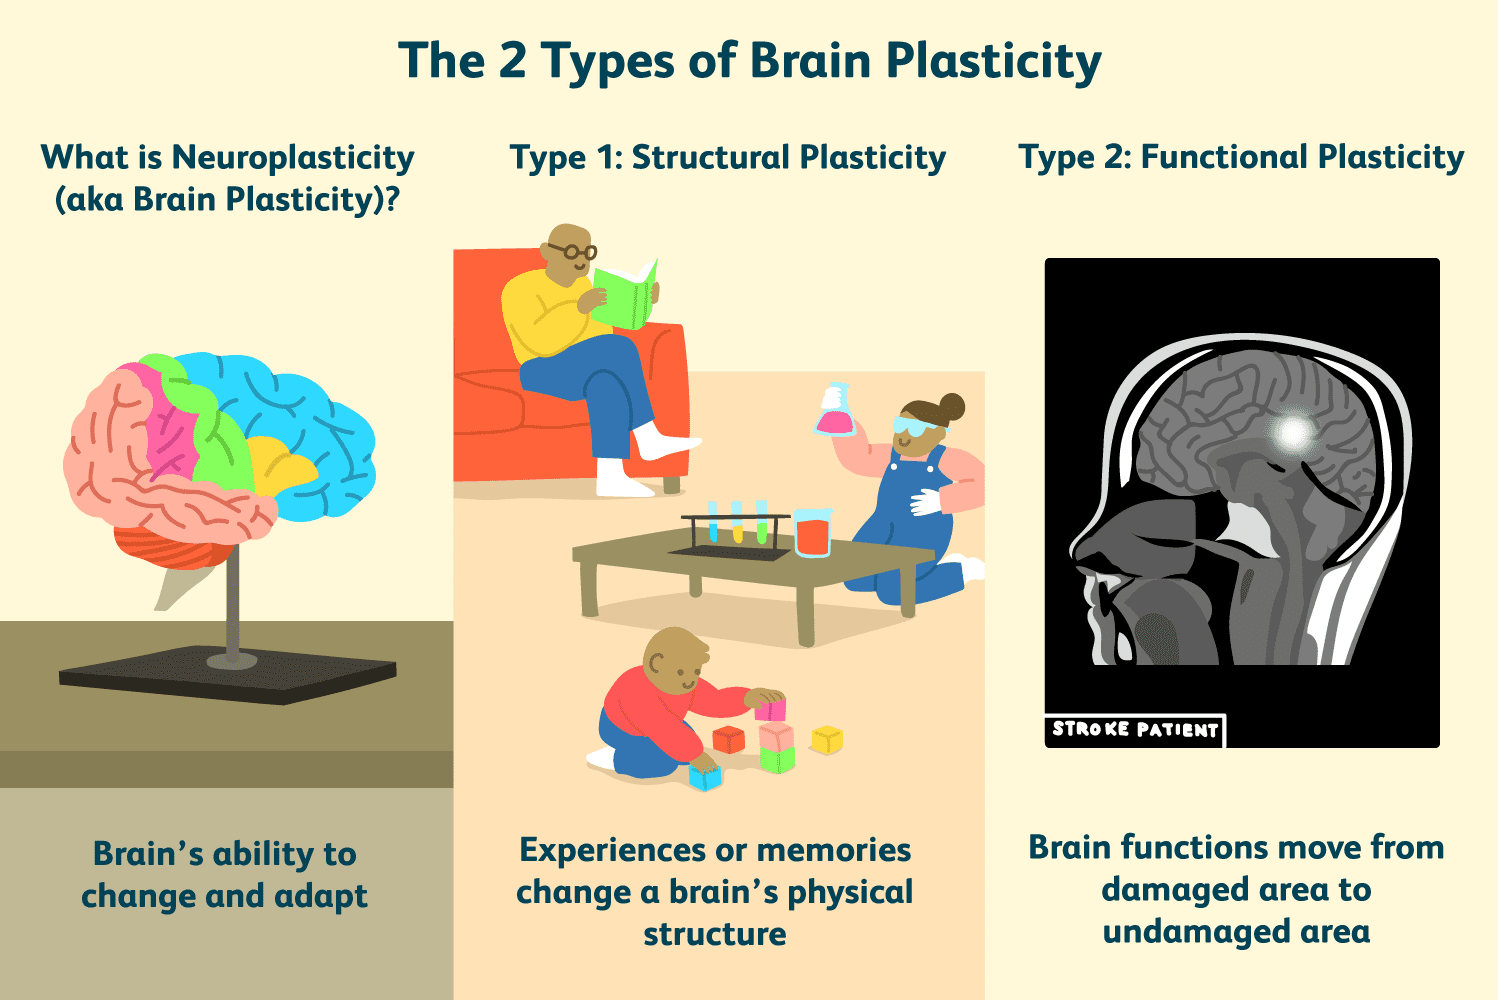 The 2 Types of Brain Plasticity
What is Neuroplasticity
(aka Brain Plasticity)?
Brain's ability to
change and adapt
Type 1: Structural Plasticity
Experiences or memories
change a brain's physical
structure
Type 2: Functional Plasticity
STROKE PATIENT
Brain functions move from
damaged area to
undamaged area